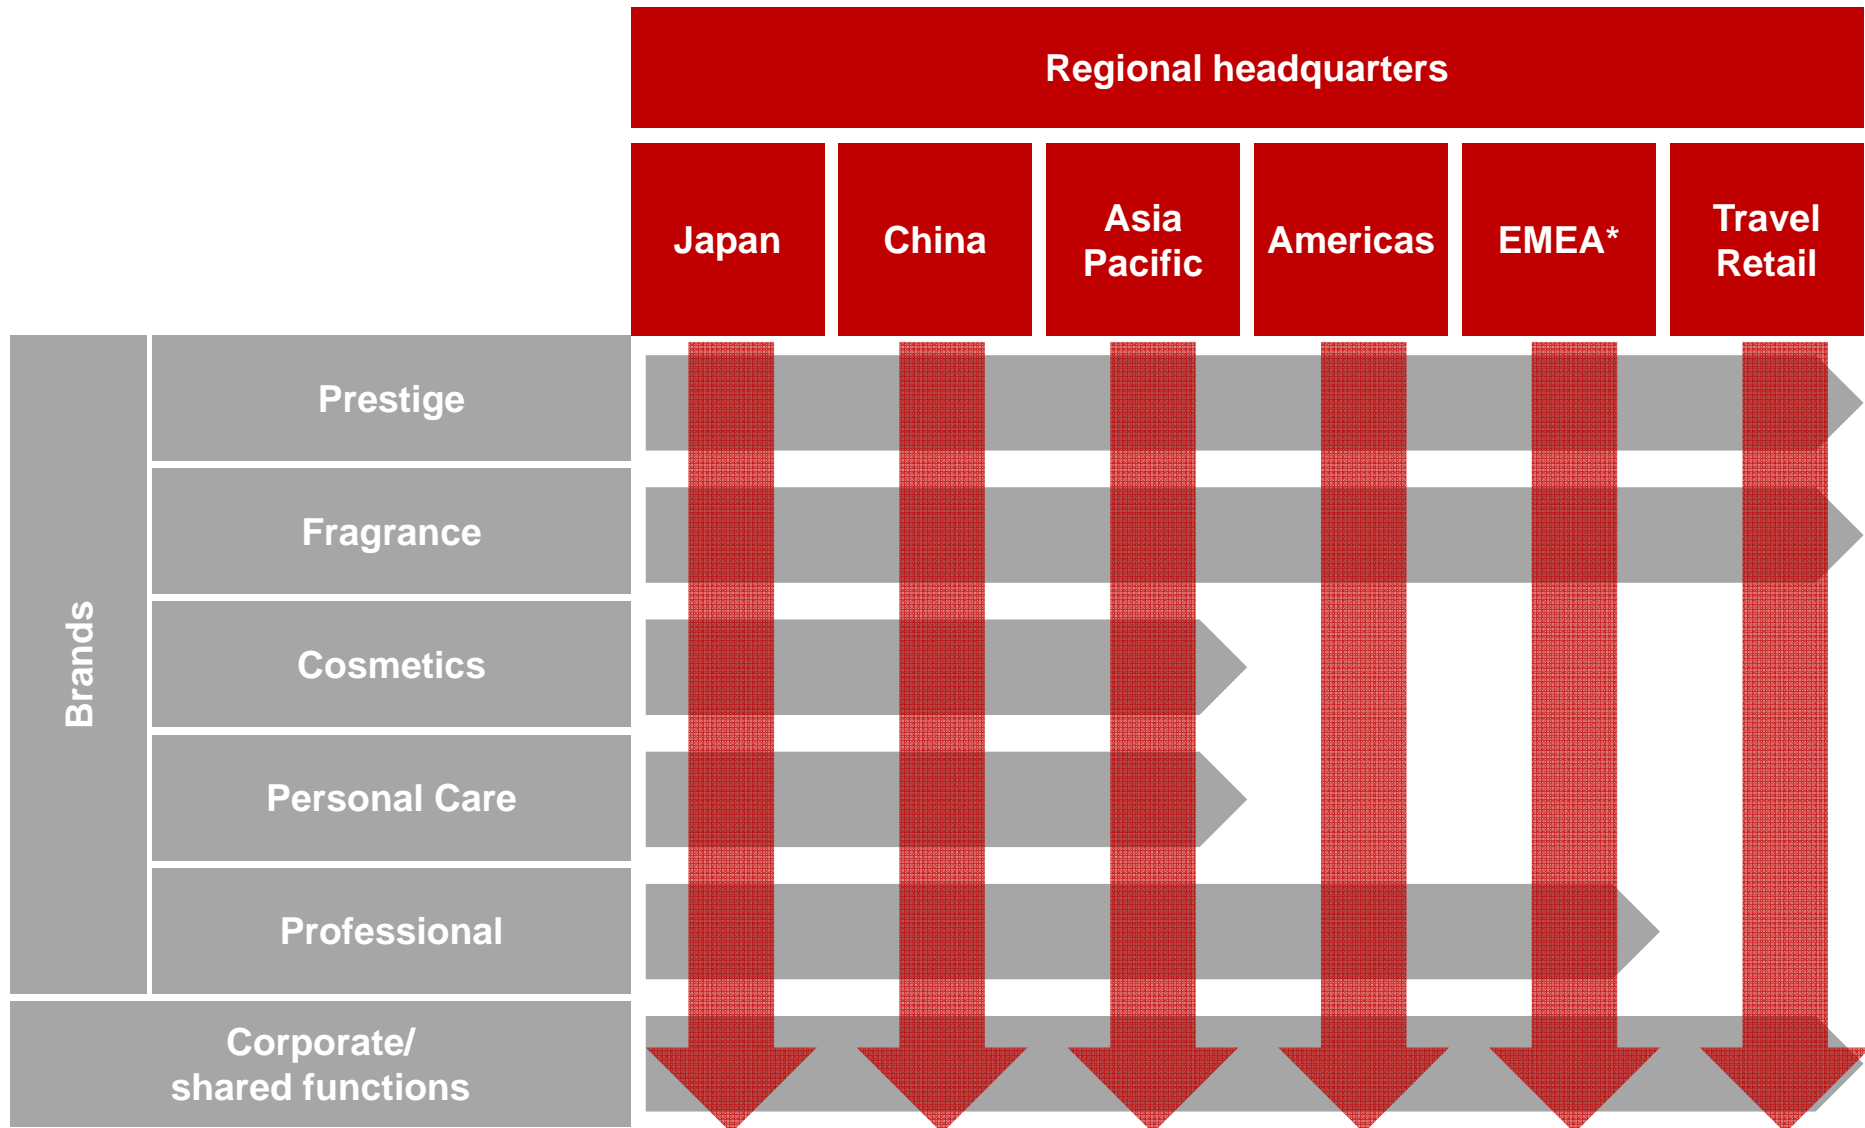 Regional headquarters
Japan
China
Asia
Pacific
Americas
EMEA*
Travel
Retail
Brands
Prestige
Fragrance
Cosmetics
Personal Care
Professional
Corporate/
shared functions